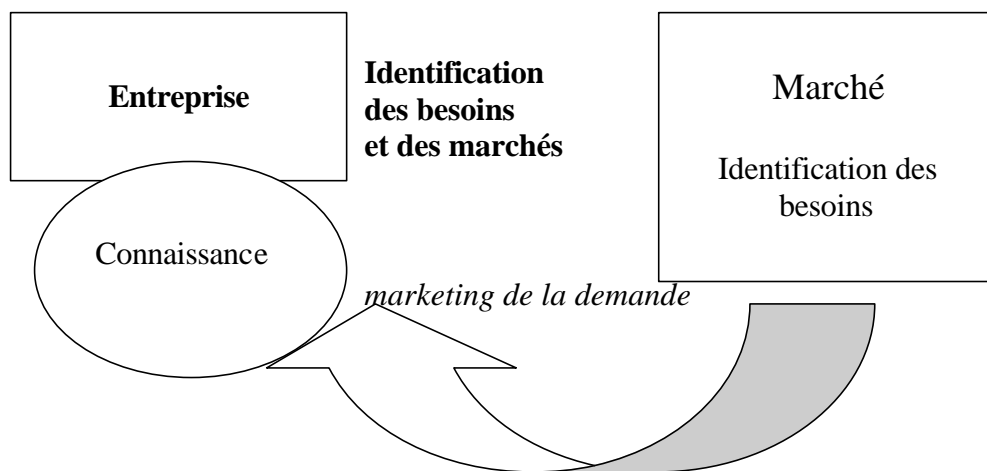 Entreprise
Identification
des besoins
et des marchés
Marché
Identification des
besoins
Connaissance
marketing de la demande